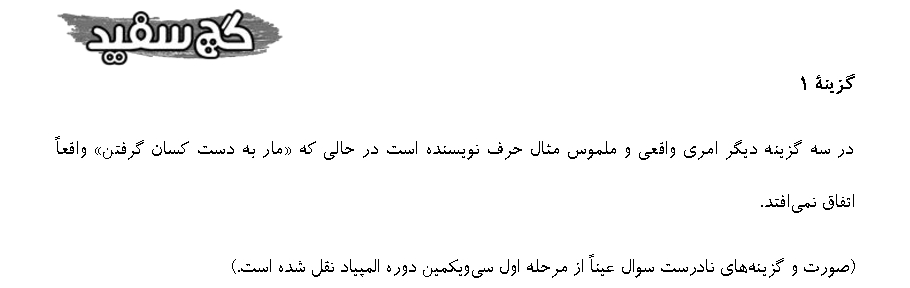 گچ سفید
گزینهٔ ۱
در سه گزینه دیگر امری واقعی و ملموس مثال حرف نویسنده است در حالی که «مار به دست کسان گرفتن» واقعاً
اتفاق نمی‌افتد.
(صورت و گزینه‌های نادرست سوال عیناً از مرحله اول سی‌ویکمین دوره المپیاد نقل شده است.)